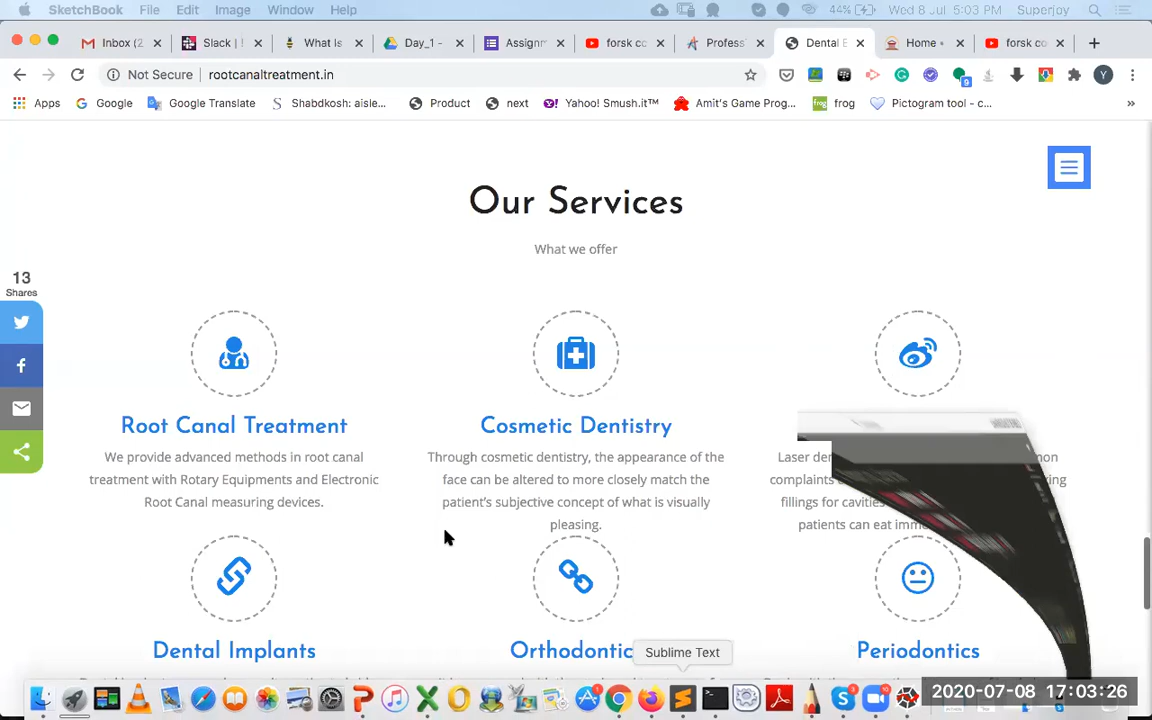 SketchBook File Edit Image Window Help 44% Wed 8 Jul 5:03 PM Superjoy
Inbox (2 Slack | What Is Day_1 - Assignm forsk co Profess Dental E Home forsk co
Not Secure rootcanaltreatment.in Y
Apps Google Google Translate Shabdkosh: aisie... Product next Yahoo! Smush.it™ Amit's Game Prog... frog Pictogram tool - c... »
Our Services
What we offer
13
Shares
Root Canal Treatment
We provide advanced methods in root canal
treatment with Rotary Equipments and Electronic
Root Canal measuring devices.
Cosmetic Dentistry
Through cosmetic dentistry, the appearance of the
face can be altered to more closely match the
patient's subjective concept of what is visually
pleasing.
Laser
complaints
fillings for cavities
patients can eat
Dental Implants
Orthodontic
Periodontics
Sublime Text
2020-07-08 17:03:26